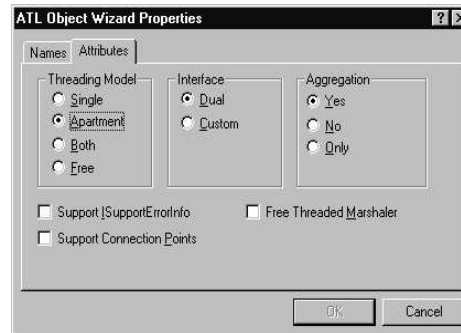 ATL Object Wizard Properties
Names Attributes
Threading Model
Single
Apartment
Both
Free
Interface
Dual
Custom
Aggregation
Yes
No
Only
Support ISupportErrorInfo
Free Threaded Marshaler
Support Connection Points
OK Cancel